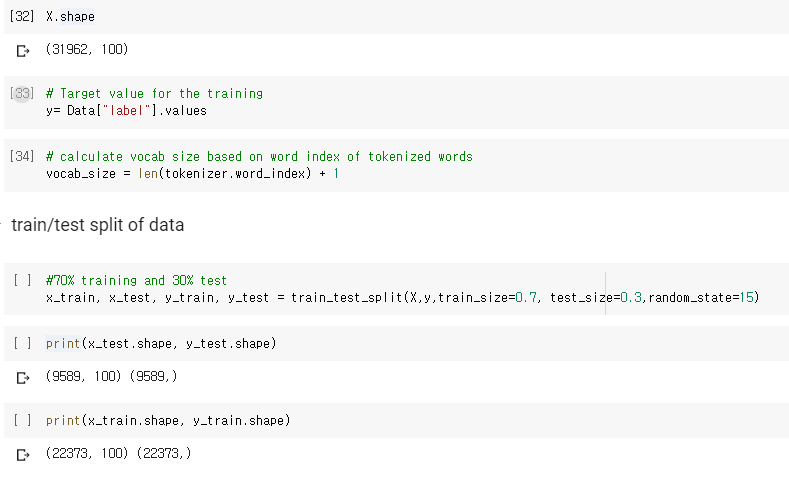 [32] X.shape
(31962, 100)
[33] # Target value for the training
y= Data["label"].values
[34] # calculate vocab size based on word index of tokenized words
vocab_size = len(tokenizer.word_index) + 1
train/test split of data
[ ] #70% training and 30% test
x_train, x_test, y_train, y_test = train_test_split(X,y,train_size=0.7, test_size=0.3,random_state=15)
[ ] print(x_test.shape, y_test.shape)
(9589, 100) (9589,)
[ ] print(x_train.shape, y_train.shape)
(22373, 100) (22373,)